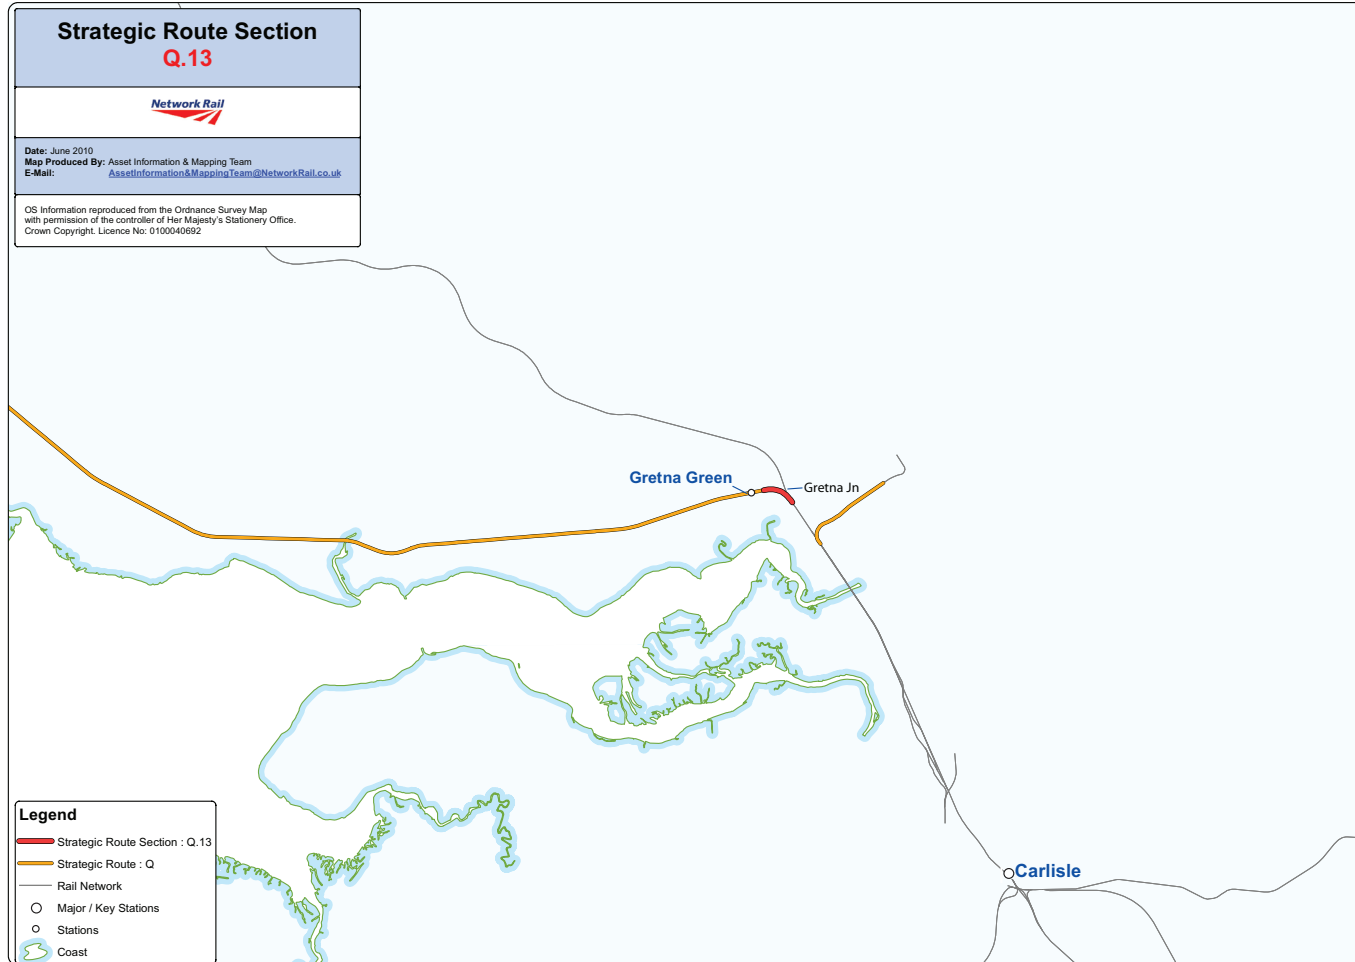 Strategic Route Section
Q.13
Network Rail
Date: June 2010
Map Produced By: Asset Information & Mapping Team
E-Mail: AssetInformation&MappingTeam@NetworkRail.co.uk
OS Information reproduced from the Ordnance Survey Map
with permission of the controller of Her Majesty's Stationery Office.
Crown Copyright. Licence No: 0100040692
Gretna Green
Gretna Jn
Carlisle
Legend
Strategic Route Section : Q.13
Strategic Route : Q
Rail Network
Major / Key Stations
Stations
Coast